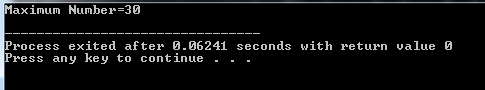 Maximum Number=30
--------------------------------
Process exited after 0.06241 seconds with return value 0
Press any key to continue . . .